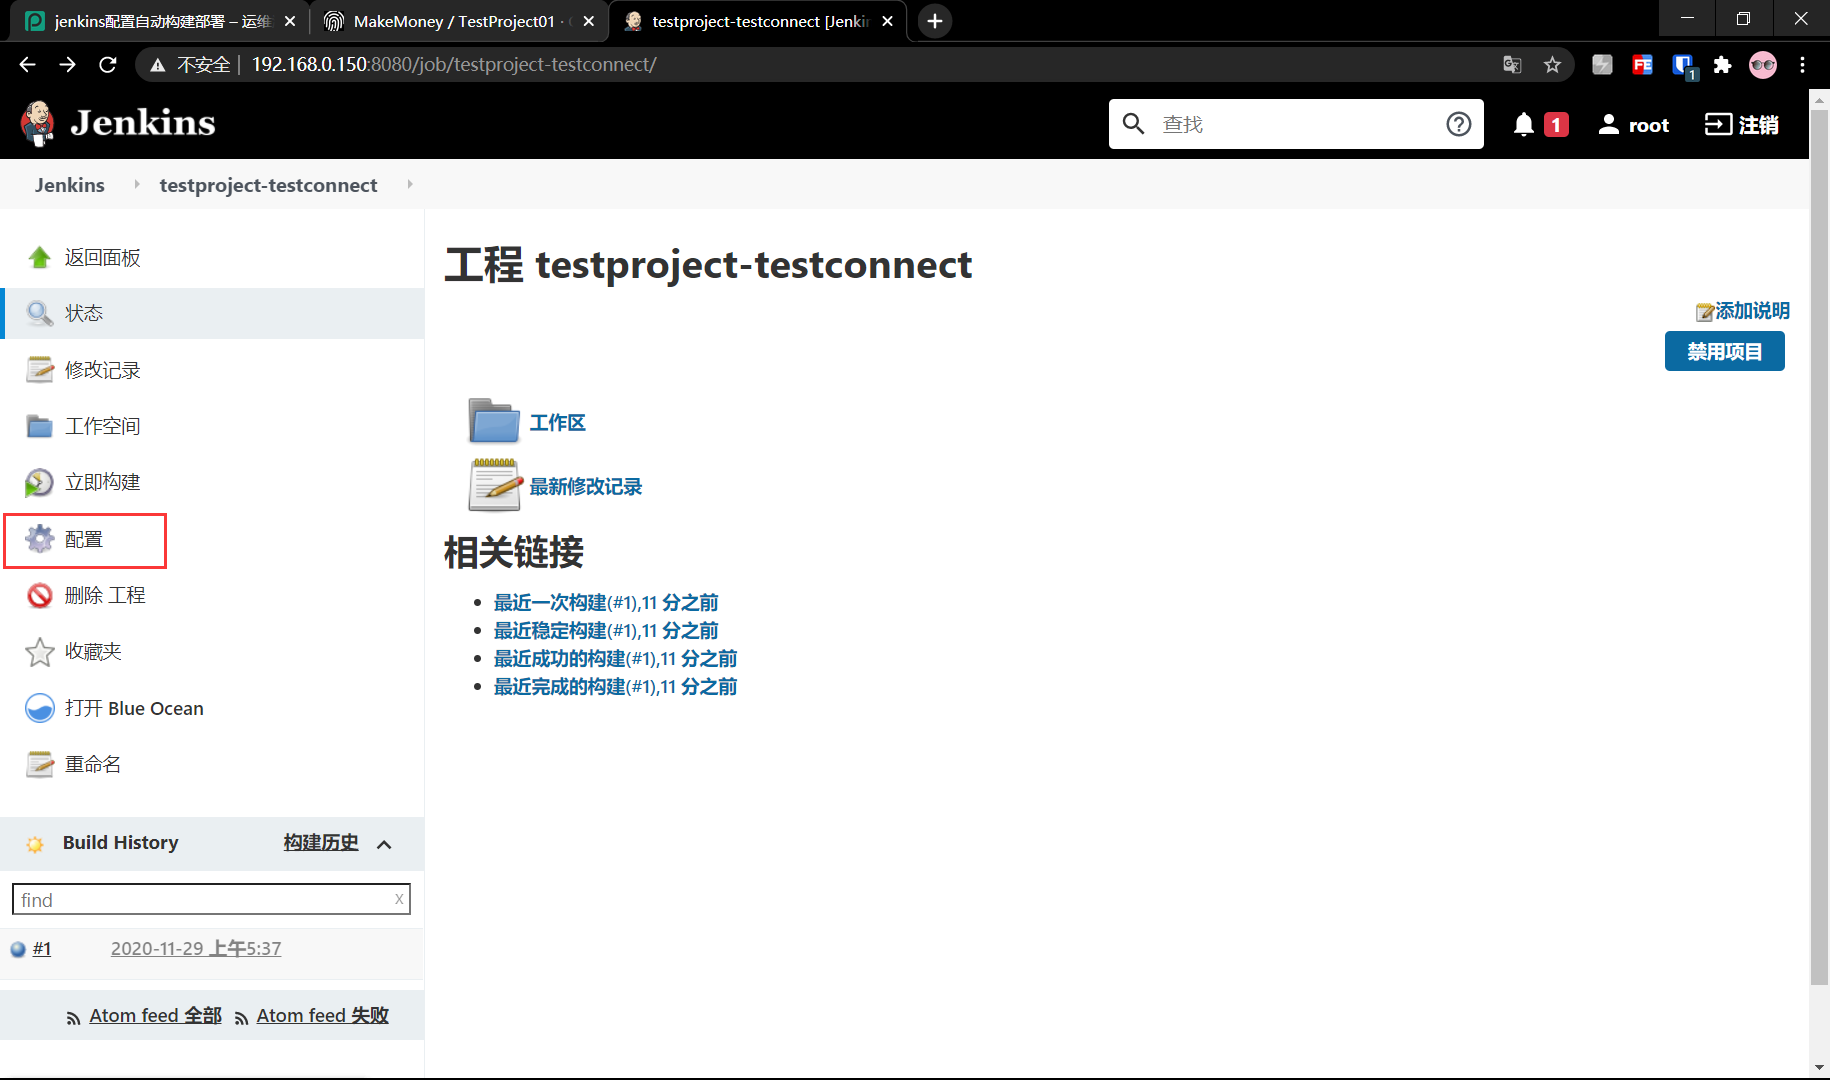 jenkins配置自动构建部署 – 运维
MakeMoney / TestProject01 ·
testproject-testconnect [Jenkin
不安全 | 192.168.0.150:8080/job/testproject-testconnect/
1
Jenkins
查找
1
root
注销
Jenkins
testproject-testconnect
返回面板
状态
修改记录
工作空间
立即构建
配置
删除 工程
收藏夹
打开 Blue Ocean
重命名
Build History
构建历史
find
x
#1
2020-11-29 上午5:37
Atom feed 全部
Atom feed 失败
工程 testproject-testconnect
添加说明
禁用项目
工作区
最新修改记录
相关链接
最近一次构建(#1),11 分之前
最近稳定构建(#1),11 分之前
最近成功的构建(#1),11 分之前
最近完成的构建(#1),11 分之前